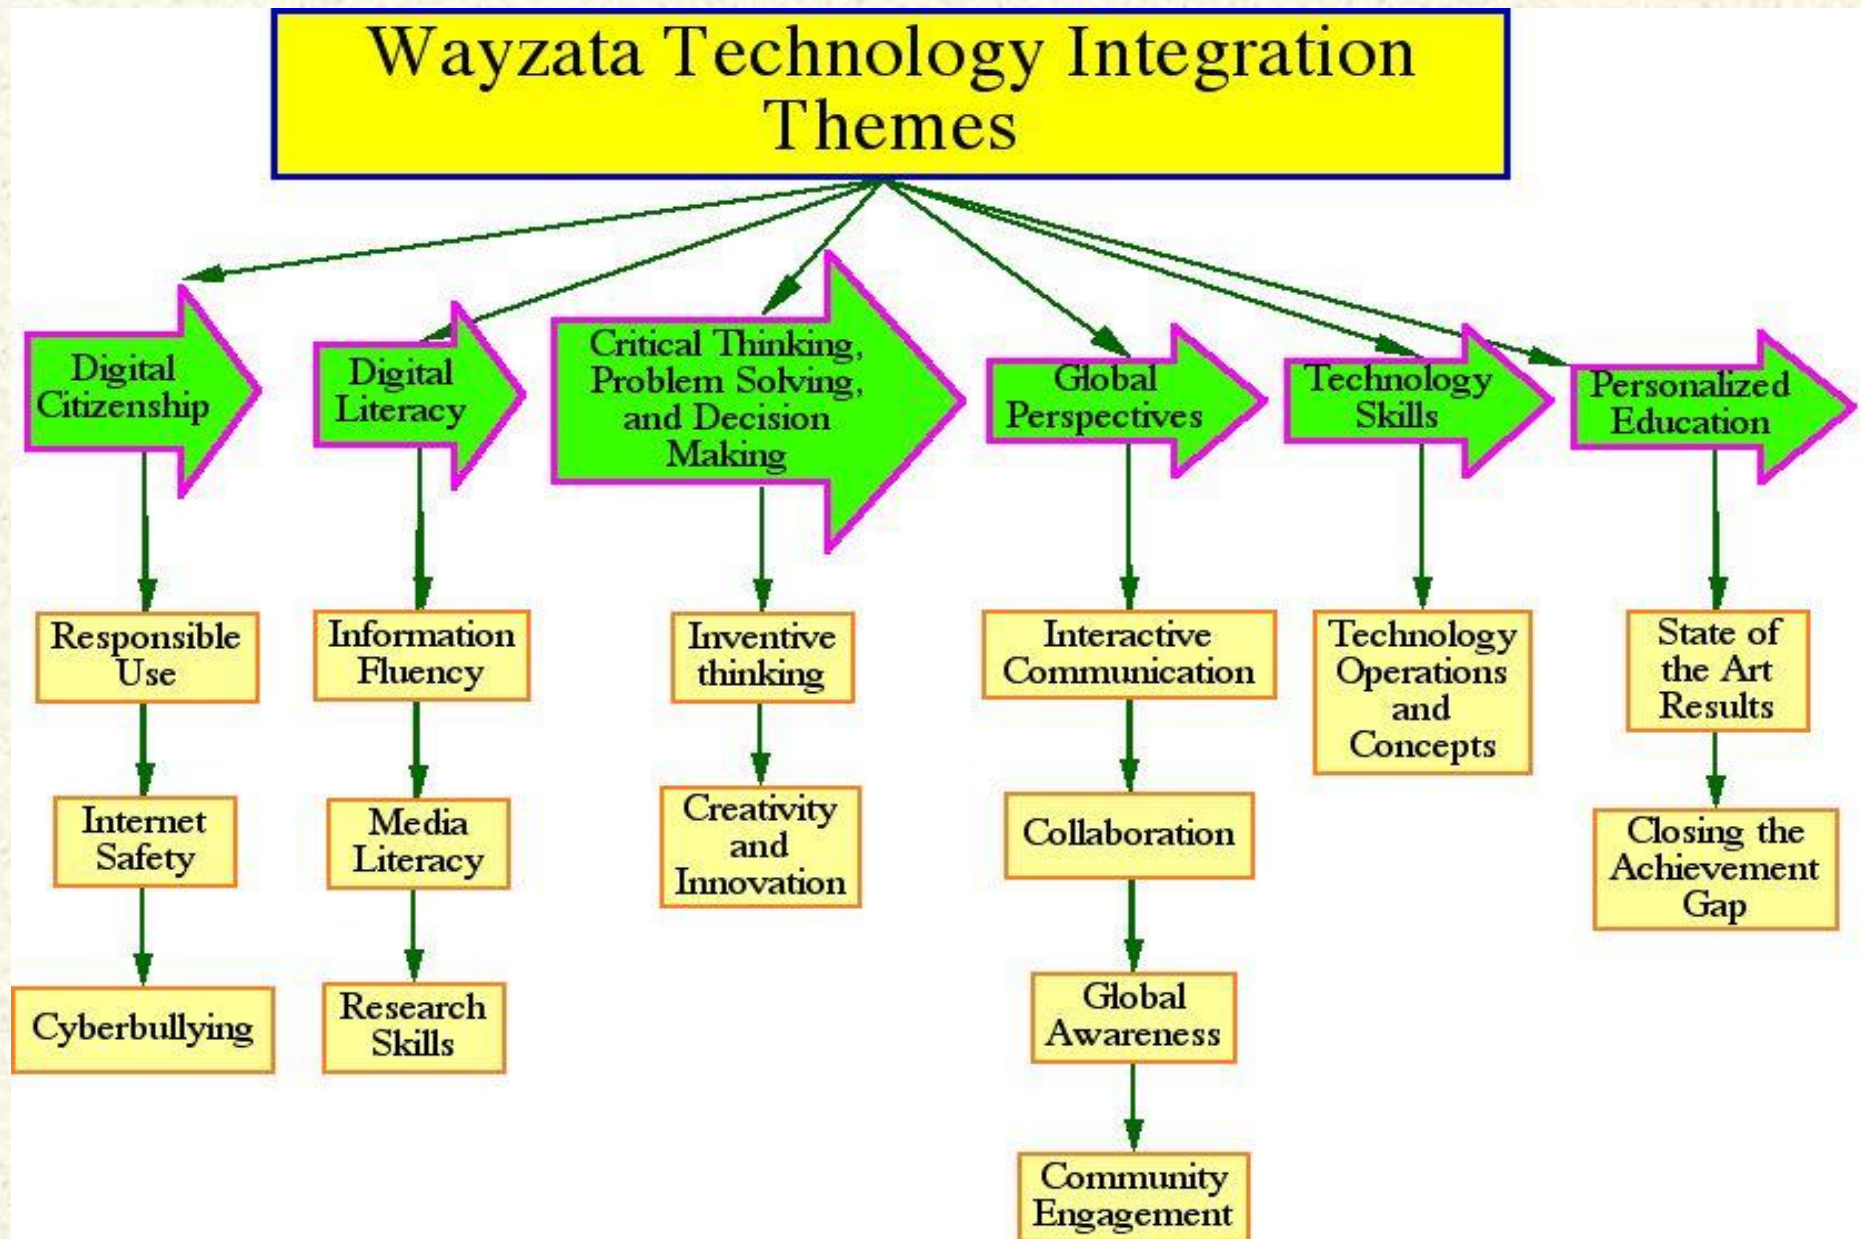 Wayzata Technology Integration
Themes
Digital
Citizenship
Digital
Literacy
Critical Thinking,
Problem Solving,
and Decision
Making
Global
Perspectives
Technology
Skills
Personalized
Education
Responsible
Use
Internet
Safety
Cyberbullying
Information
Fluency
Media
Literacy
Research
Skills
Inventive
thinking
Creativity
and
Innovation
Interactive
Communication
Collaboration
Global
Awareness
Community
Engagement
Technology
Operations
and
Concepts
State of
the Art
Results
Closing the
Achievement
Gap